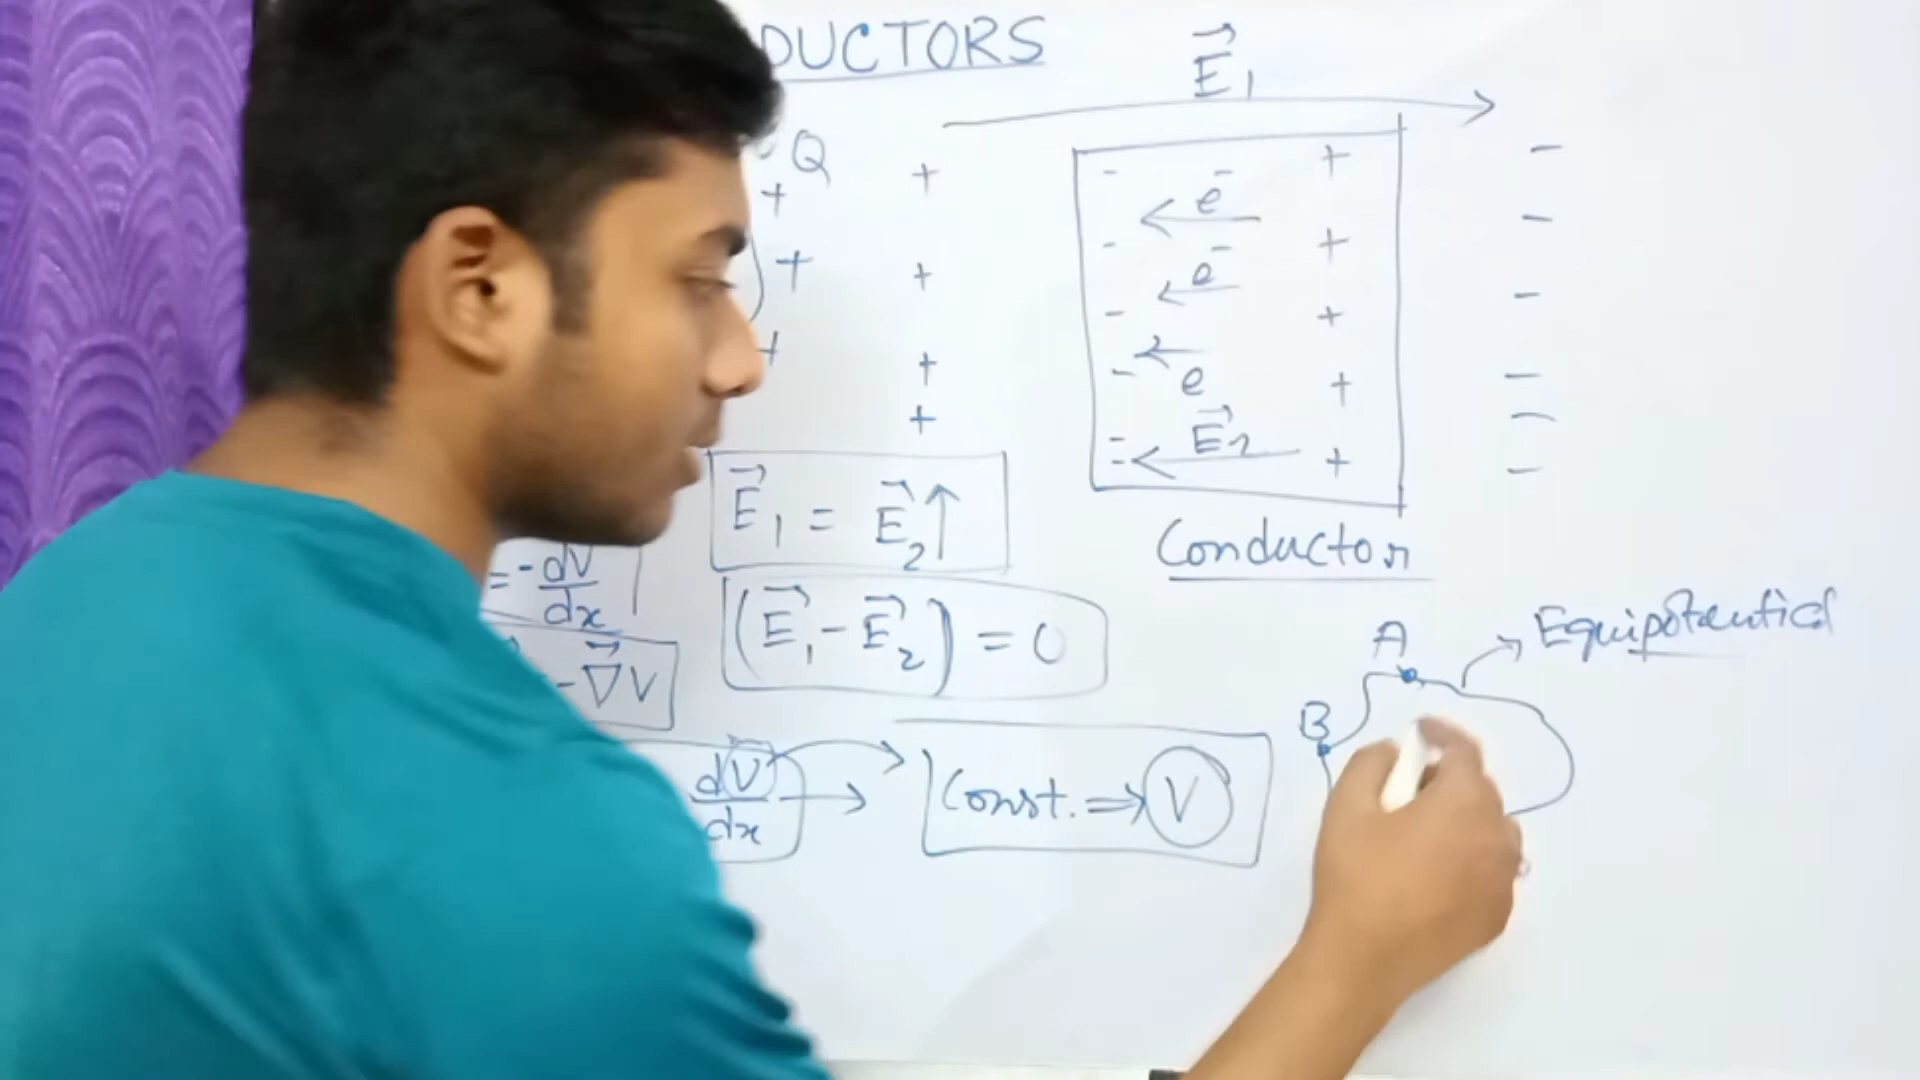 DUCTORS
E⃗₁
Q
+ + - + -
e⁻
+ + - + -
e⁻
- + -
+ + - e + -
+ E⃗₂ -
- + -
E⃗₁ = E⃗₂↑
Conductor
= -dV/dx
(E⃗₁ - E⃗₂) = 0
A → Equipotential
- ∇⃗V
B
dV/dx → Const. ⇒ V